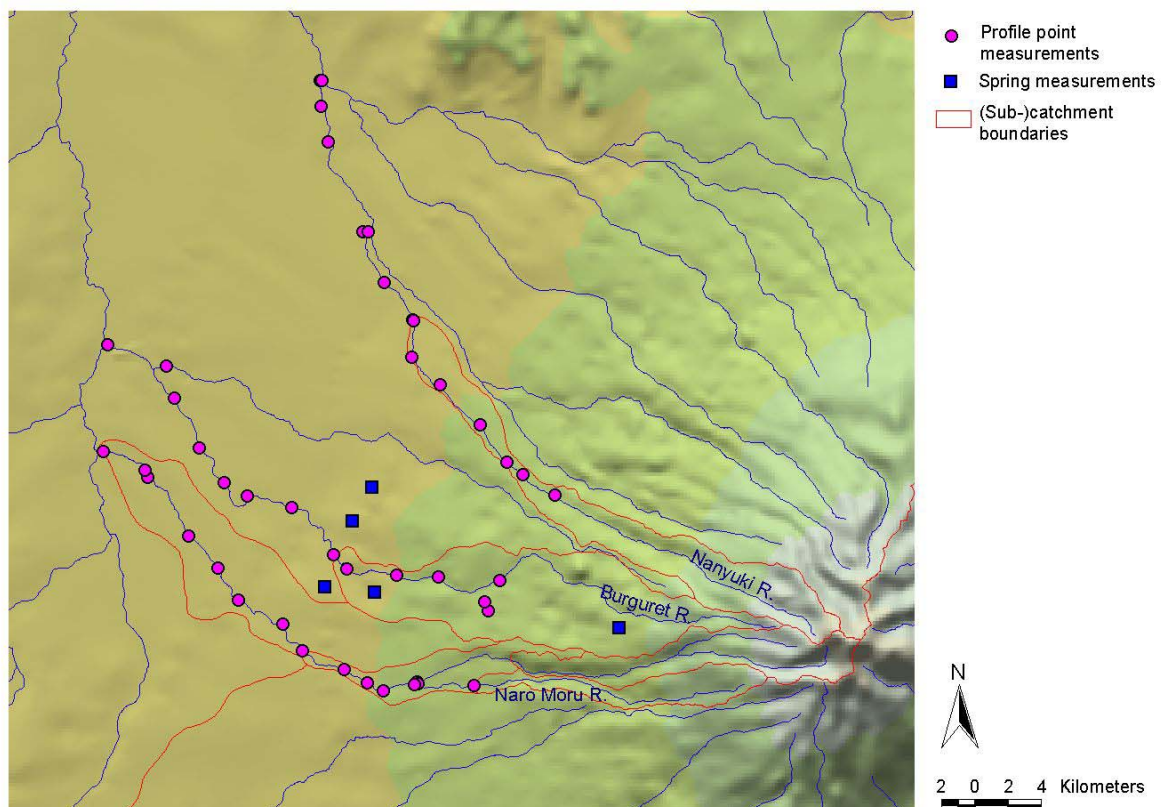 Profile point
measurements
Spring measurements
(Sub-)catchment
boundaries
Nanyuki R.
Burguret R.
Naro Moru R.
N
2 0 2 4 Kilometers